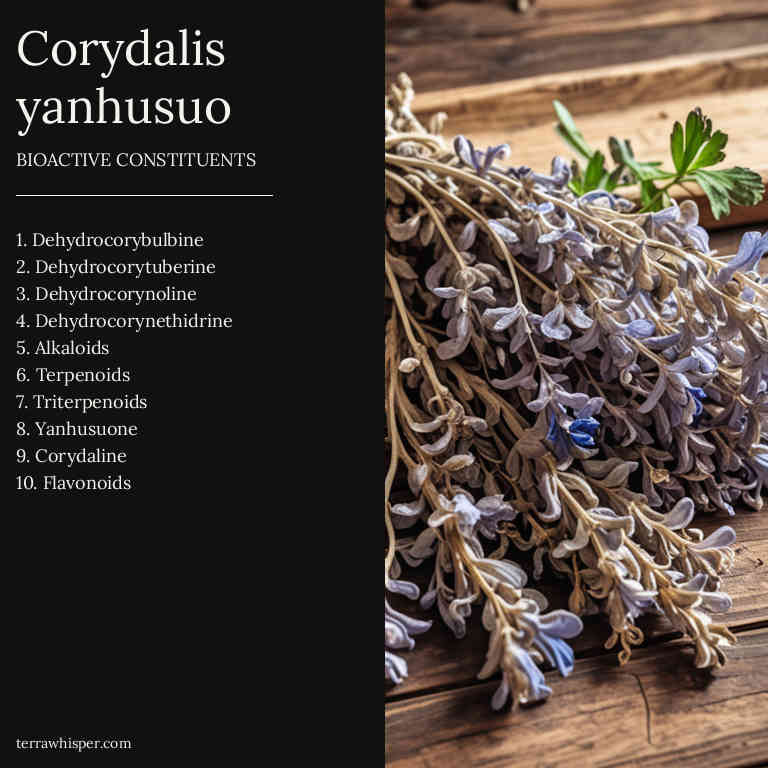 Corydalis
yanhusuo
BIOACTIVE CONSTITUENTS
1. Dehydrocorybulbine
2. Dehydrocorytuberine
3. Dehydrocorynoline
4. Dehydrocorynethidrine
5. Alkaloids
6. Terpenoids
7. Triterpenoids
8. Yanhusuone
9. Corydaline
10. Flavonoids
terrawhisper.com